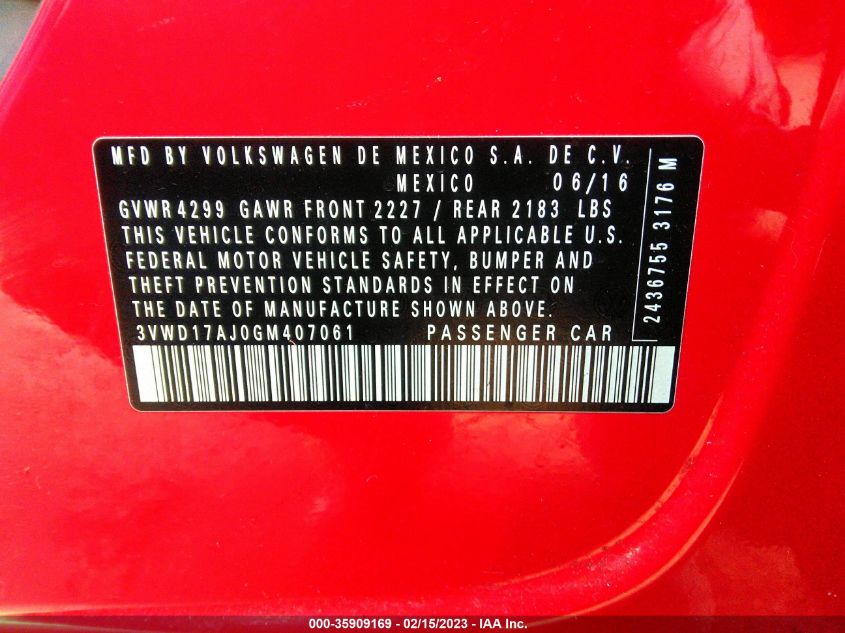 MFD BY VOLKSWAGEN DE MEXICO S.A. DE C.V.
MEXICO 06/16
GVWR 4299 GAWR FRONT 2227 / REAR 2183 LBS
THIS VEHICLE CONFORMS TO ALL APPLICABLE U.S.
FEDERAL MOTOR VEHICLE SAFETY, BUMPER AND
THEFT PREVENTION STANDARDS IN EFFECT ON
THE DATE OF MANUFACTURE SHOWN ABOVE.
3VWD17AJ0GM407061 PASSENGER CAR
2436755 3176 M
000-35909169 - 02/15/2023 - IAA Inc.